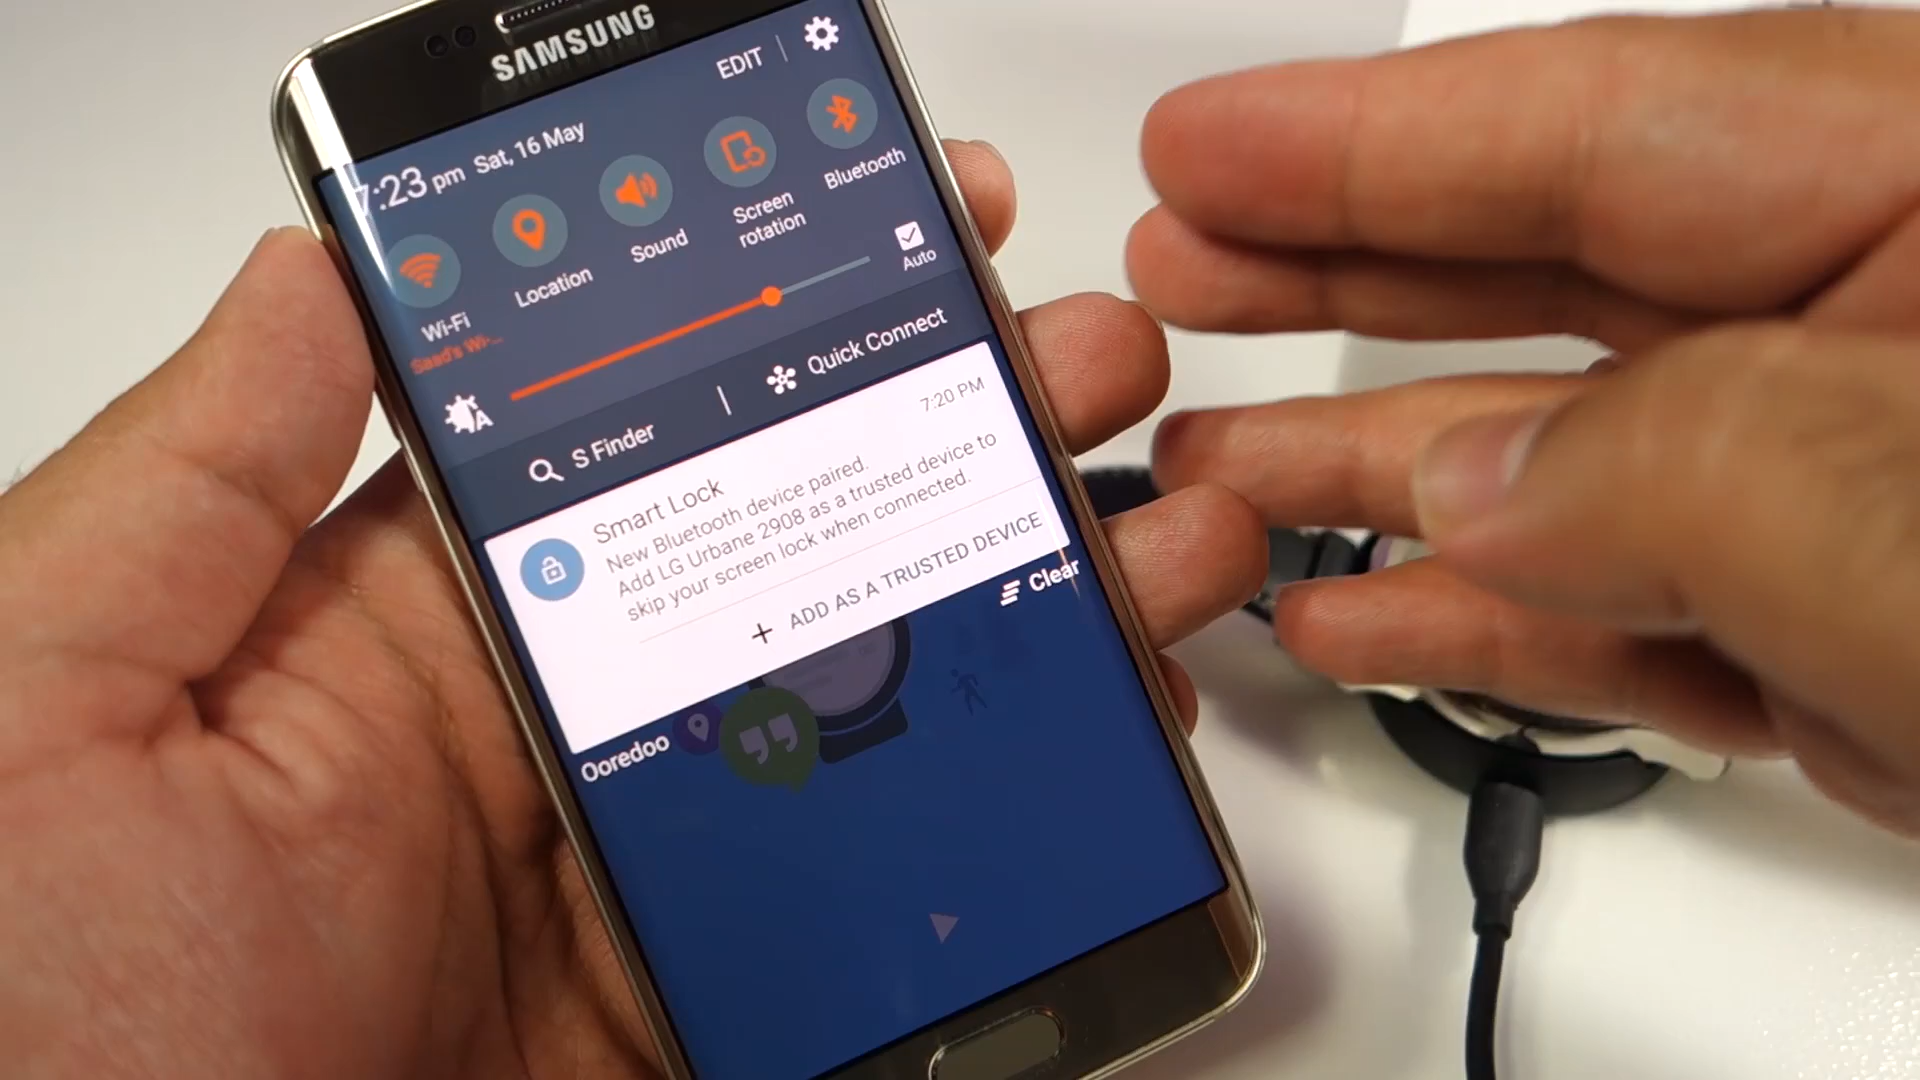 SAMSUNG
EDIT
7:23 pm Sat, 16 May
Wi-Fi
Saad's Wi-...
Location
Sound
Screen
rotation
Bluetooth
A
Auto
S Finder
Quick Connect
Smart Lock
7:20 PM
New Bluetooth device paired.
Add LG Urbane 2908 as a trusted device to
skip your screen lock when connected.
+ ADD AS A TRUSTED DEVICE
Clear
Ooredoo